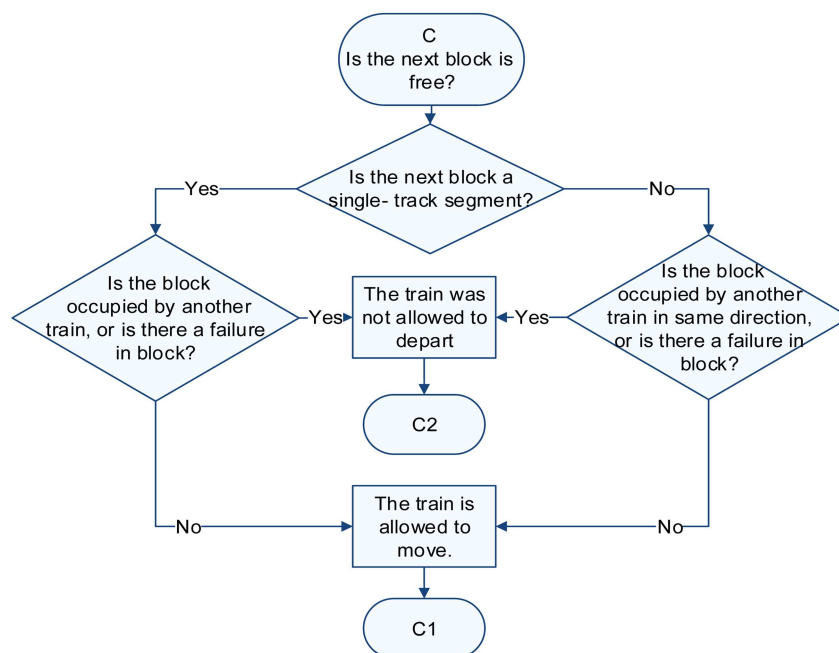 C
Is the next block is
free?
Is the next block a
single- track segment?
Yes
No
Is the block
occupied by another
train, or is there a failure
in block?
Yes
The train was
not allowed to
depart
Yes
Is the block
occupied by another
train in same direction,
or is there a failure in
block?
C2
No
The train is
allowed to
move.
No
C1